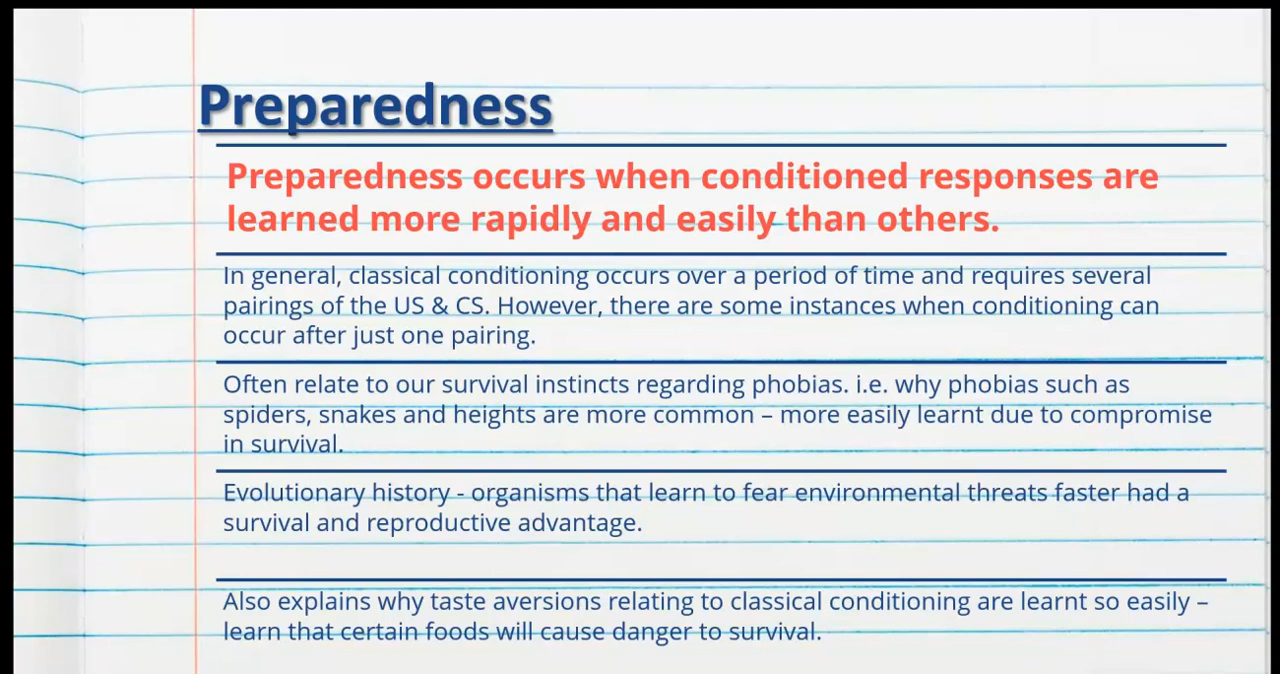 Preparedness
Preparedness occurs when conditioned responses are
learned more rapidly and easily than others.
In general, classical conditioning occurs over a period of time and requires several
pairings of the US & CS. However, there are some instances when conditioning can
occur after just one pairing.
Often relate to our survival instincts regarding phobias. i.e. why phobias such as
spiders, snakes and heights are more common – more easily learnt due to compromise
in survival.
Evolutionary history - organisms that learn to fear environmental threats faster had a
survival and reproductive advantage.
Also explains why taste aversions relating to classical conditioning are learnt so easily –
learn that certain foods will cause danger to survival.